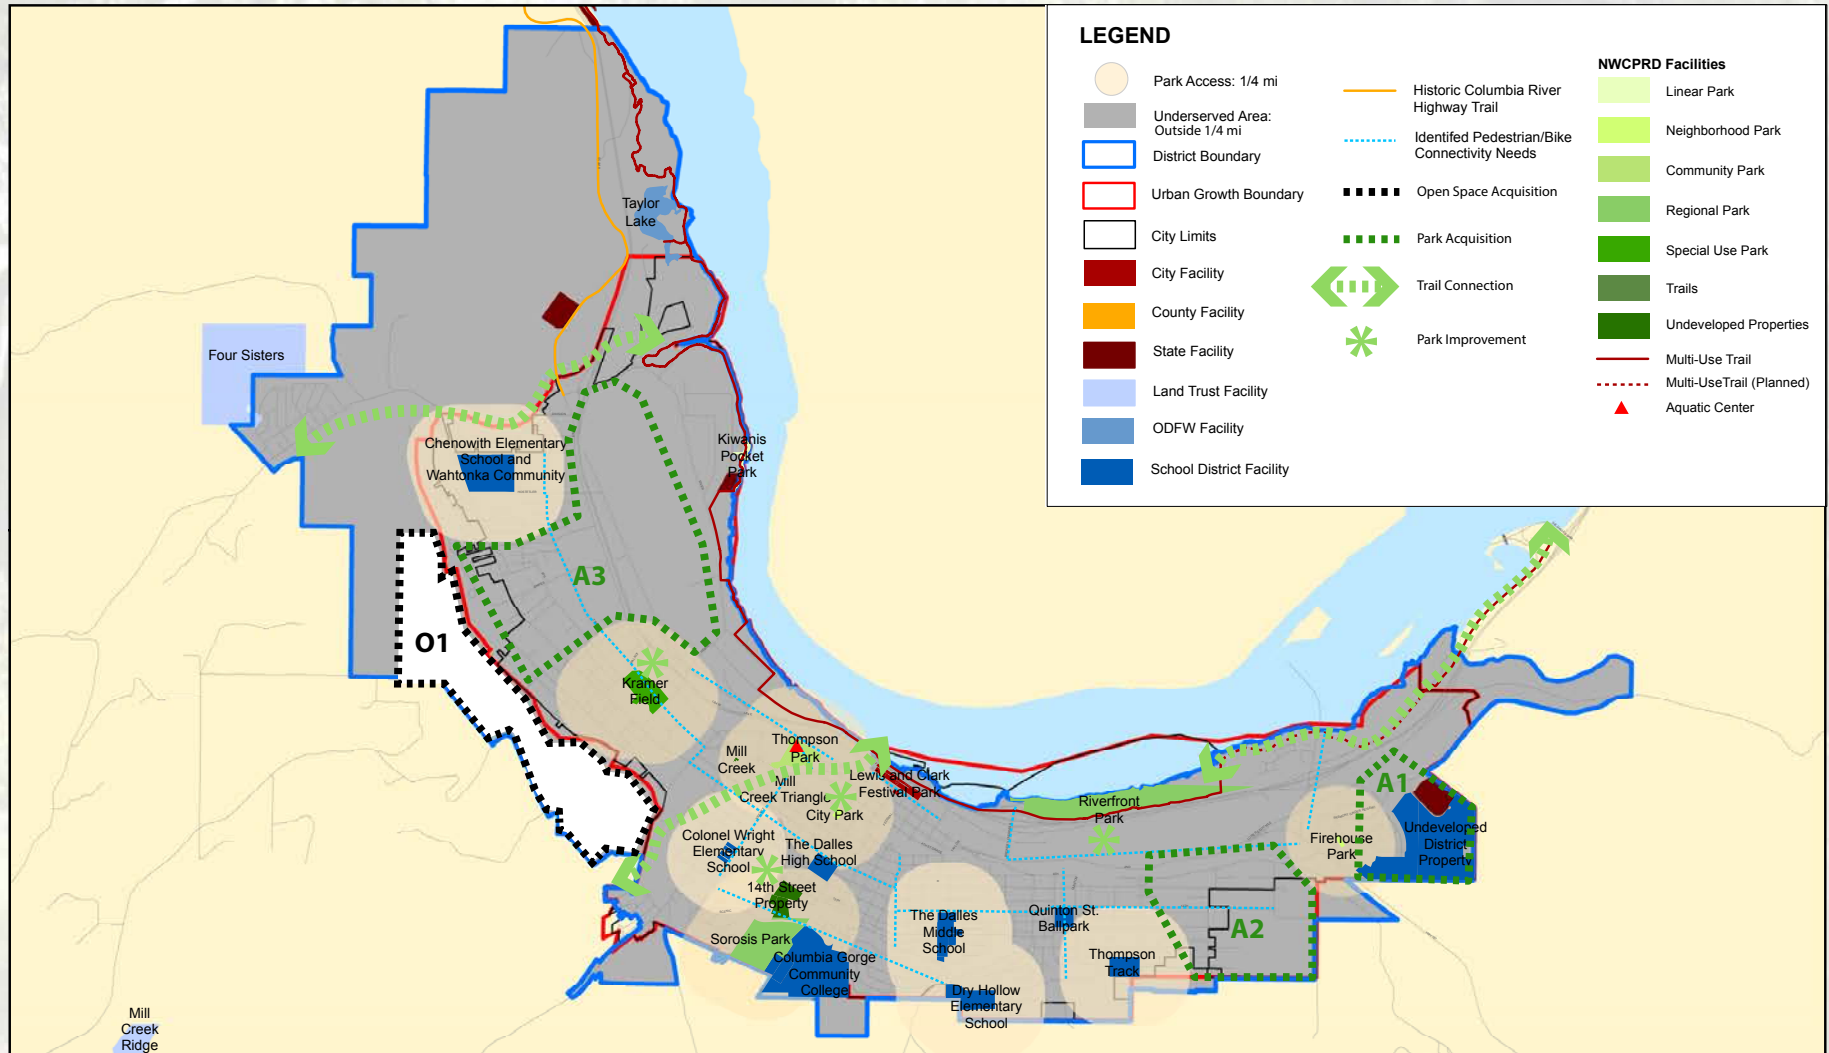 LEGEND
Park Access: 1/4 mi
Underserved Area:
Outside 1/4 mi
District Boundary
Urban Growth Boundary
City Limits
City Facility
County Facility
State Facility
Land Trust Facility
ODFW Facility
School District Facility
Historic Columbia River
Highway Trail
Identifed Pedestrian/Bike
Connectivity Needs
Open Space Acquisition
Park Acquisition
Trail Connection
Park Improvement
NWCPRD Facilities
Linear Park
Neighborhood Park
Community Park
Regional Park
Special Use Park
Trails
Undeveloped Properties
Multi-Use Trail
Multi-UseTrail (Planned)
Aquatic Center
Taylor
Lake
Four Sisters
Chenowith Elementary
School and
Wahtonka Community
Kiwanis
Pocket
Park
A3
O1
Kramer
Field
Mill
Creek
Thompson
Park
Mill
Creek Triangle
City Park
Lewis and Clark
Festival Park
Colonel Wright
Elementary
School
The Dalles
High School
14th Street
Property
Sorosis Park
Columbia Gorge
Community
College
The Dalles
Middle
School
Dry Hollow
Elementary
School
Quinton St.
Ballpark
Thompson
Track
Riverfront
Park
Firehouse
Park
A1
Undeveloped
District
Property
A2
Mill
Creek
Ridge